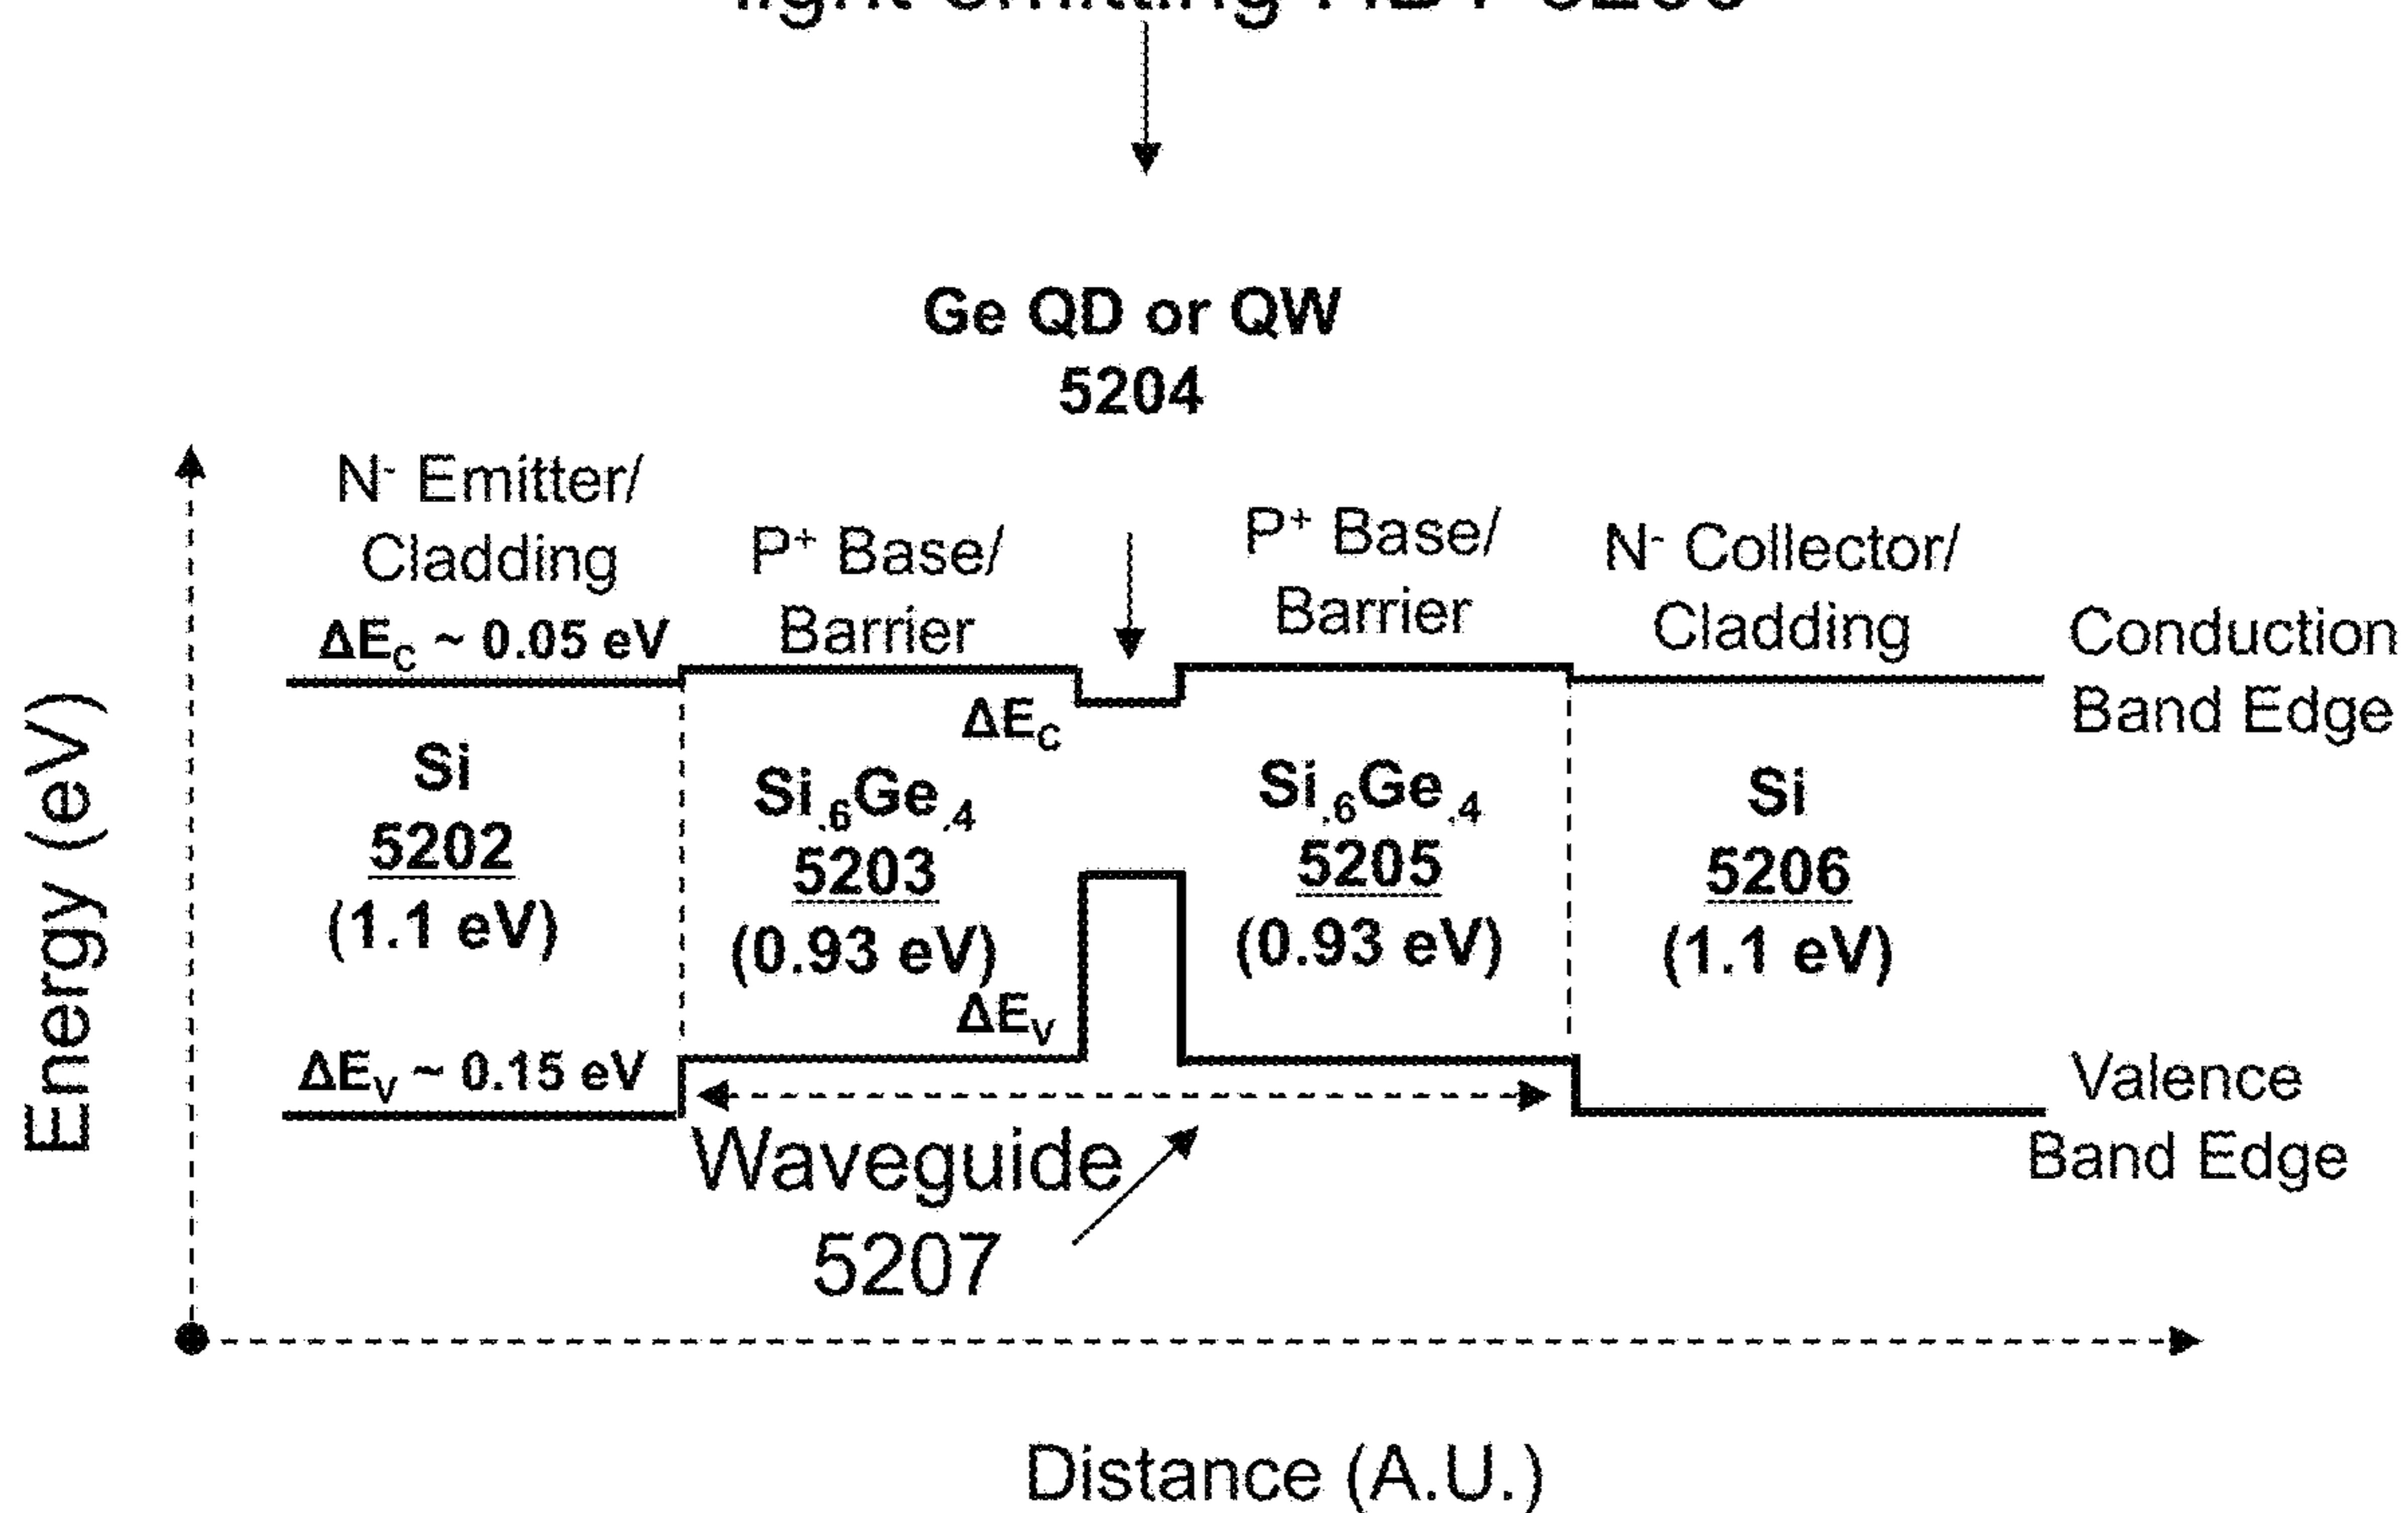 Ge QD or QW
5204
N- Emitter/
Cladding
P+ Base/
Barrier
P+ Base/
Barrier
N- Collector/
Cladding
ΔEC ~ 0.05 eV
Conduction
Band Edge
ΔEC
Si
5202
(1.1 eV)
Si.6Ge.4
5203
(0.93 eV)
Si.6Ge.4
5205
(0.93 eV)
Si
5206
(1.1 eV)
ΔEV
ΔEV ~ 0.15 eV
Valence
Band Edge
Waveguide
5207
Energy (eV)
Distance (A.U.)